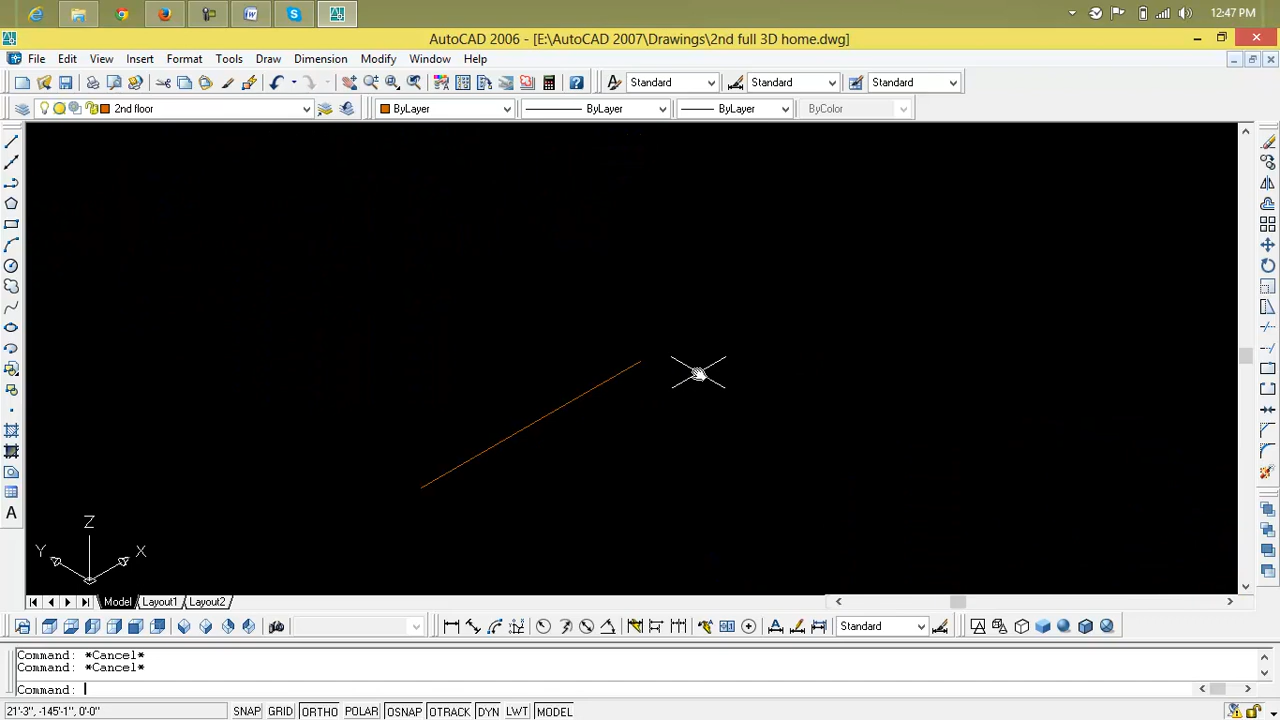 12:47 PM
AutoCAD 2006 - [E:\AutoCAD 2007\Drawings\2nd full 3D home.dwg]
File Edit View Insert Format Tools Draw Dimension Modify Window Help
Standard Standard Standard
2nd floor ByLayer ByLayer ByLayer ByColor
A
Z
Y X
Model Layout1 Layout2
Standard
Command: *Cancel*
Command: *Cancel*
Command:
21'-3", -145'-1", 0'-0" SNAP GRID ORTHO POLAR OSNAP OTRACK DYN LWT MODEL